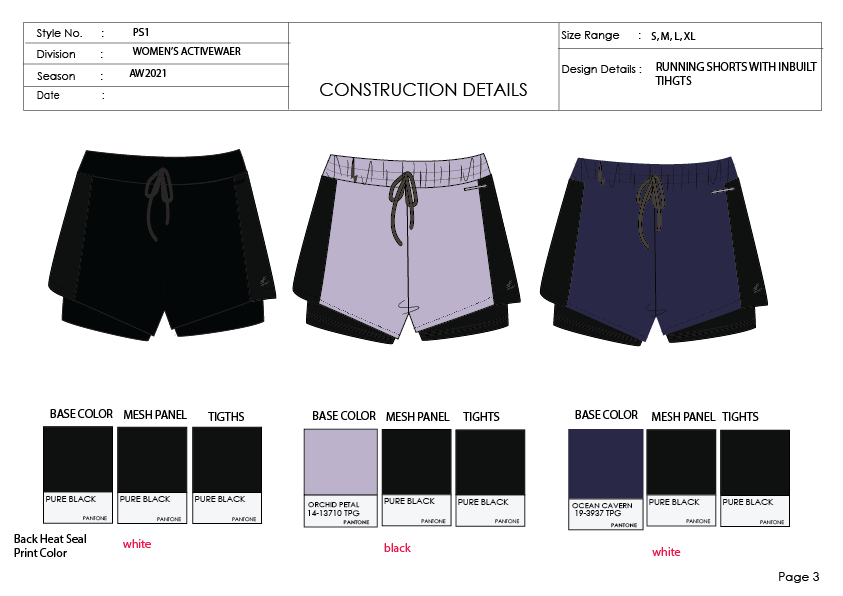 Style No. : PS1
Division : WOMEN'S ACTIVEWAER
Season : AW2021
Date :
CONSTRUCTION DETAILS
Size Range : S, M, L, XL
Design Details : RUNNING SHORTS WITH INBUILT
TIHGTS
BASE COLOR MESH PANEL TIGTHS
PURE BLACK PURE BLACK PURE BLACK
PANTONE PANTONE PANTONE
BASE COLOR MESH PANEL TIGHTS
ORCHID PETAL PURE BLACK PURE BLACK
14-13710 TPG
PANTONE PANTONE PANTONE
BASE COLOR MESH PANEL TIGHTS
OCEAN CAVERN PURE BLACK PURE BLACK
19-3937 TPG
PANTONE PANTONE PANTONE
Back Heat Seal
Print Color
white
black
white
Page 3